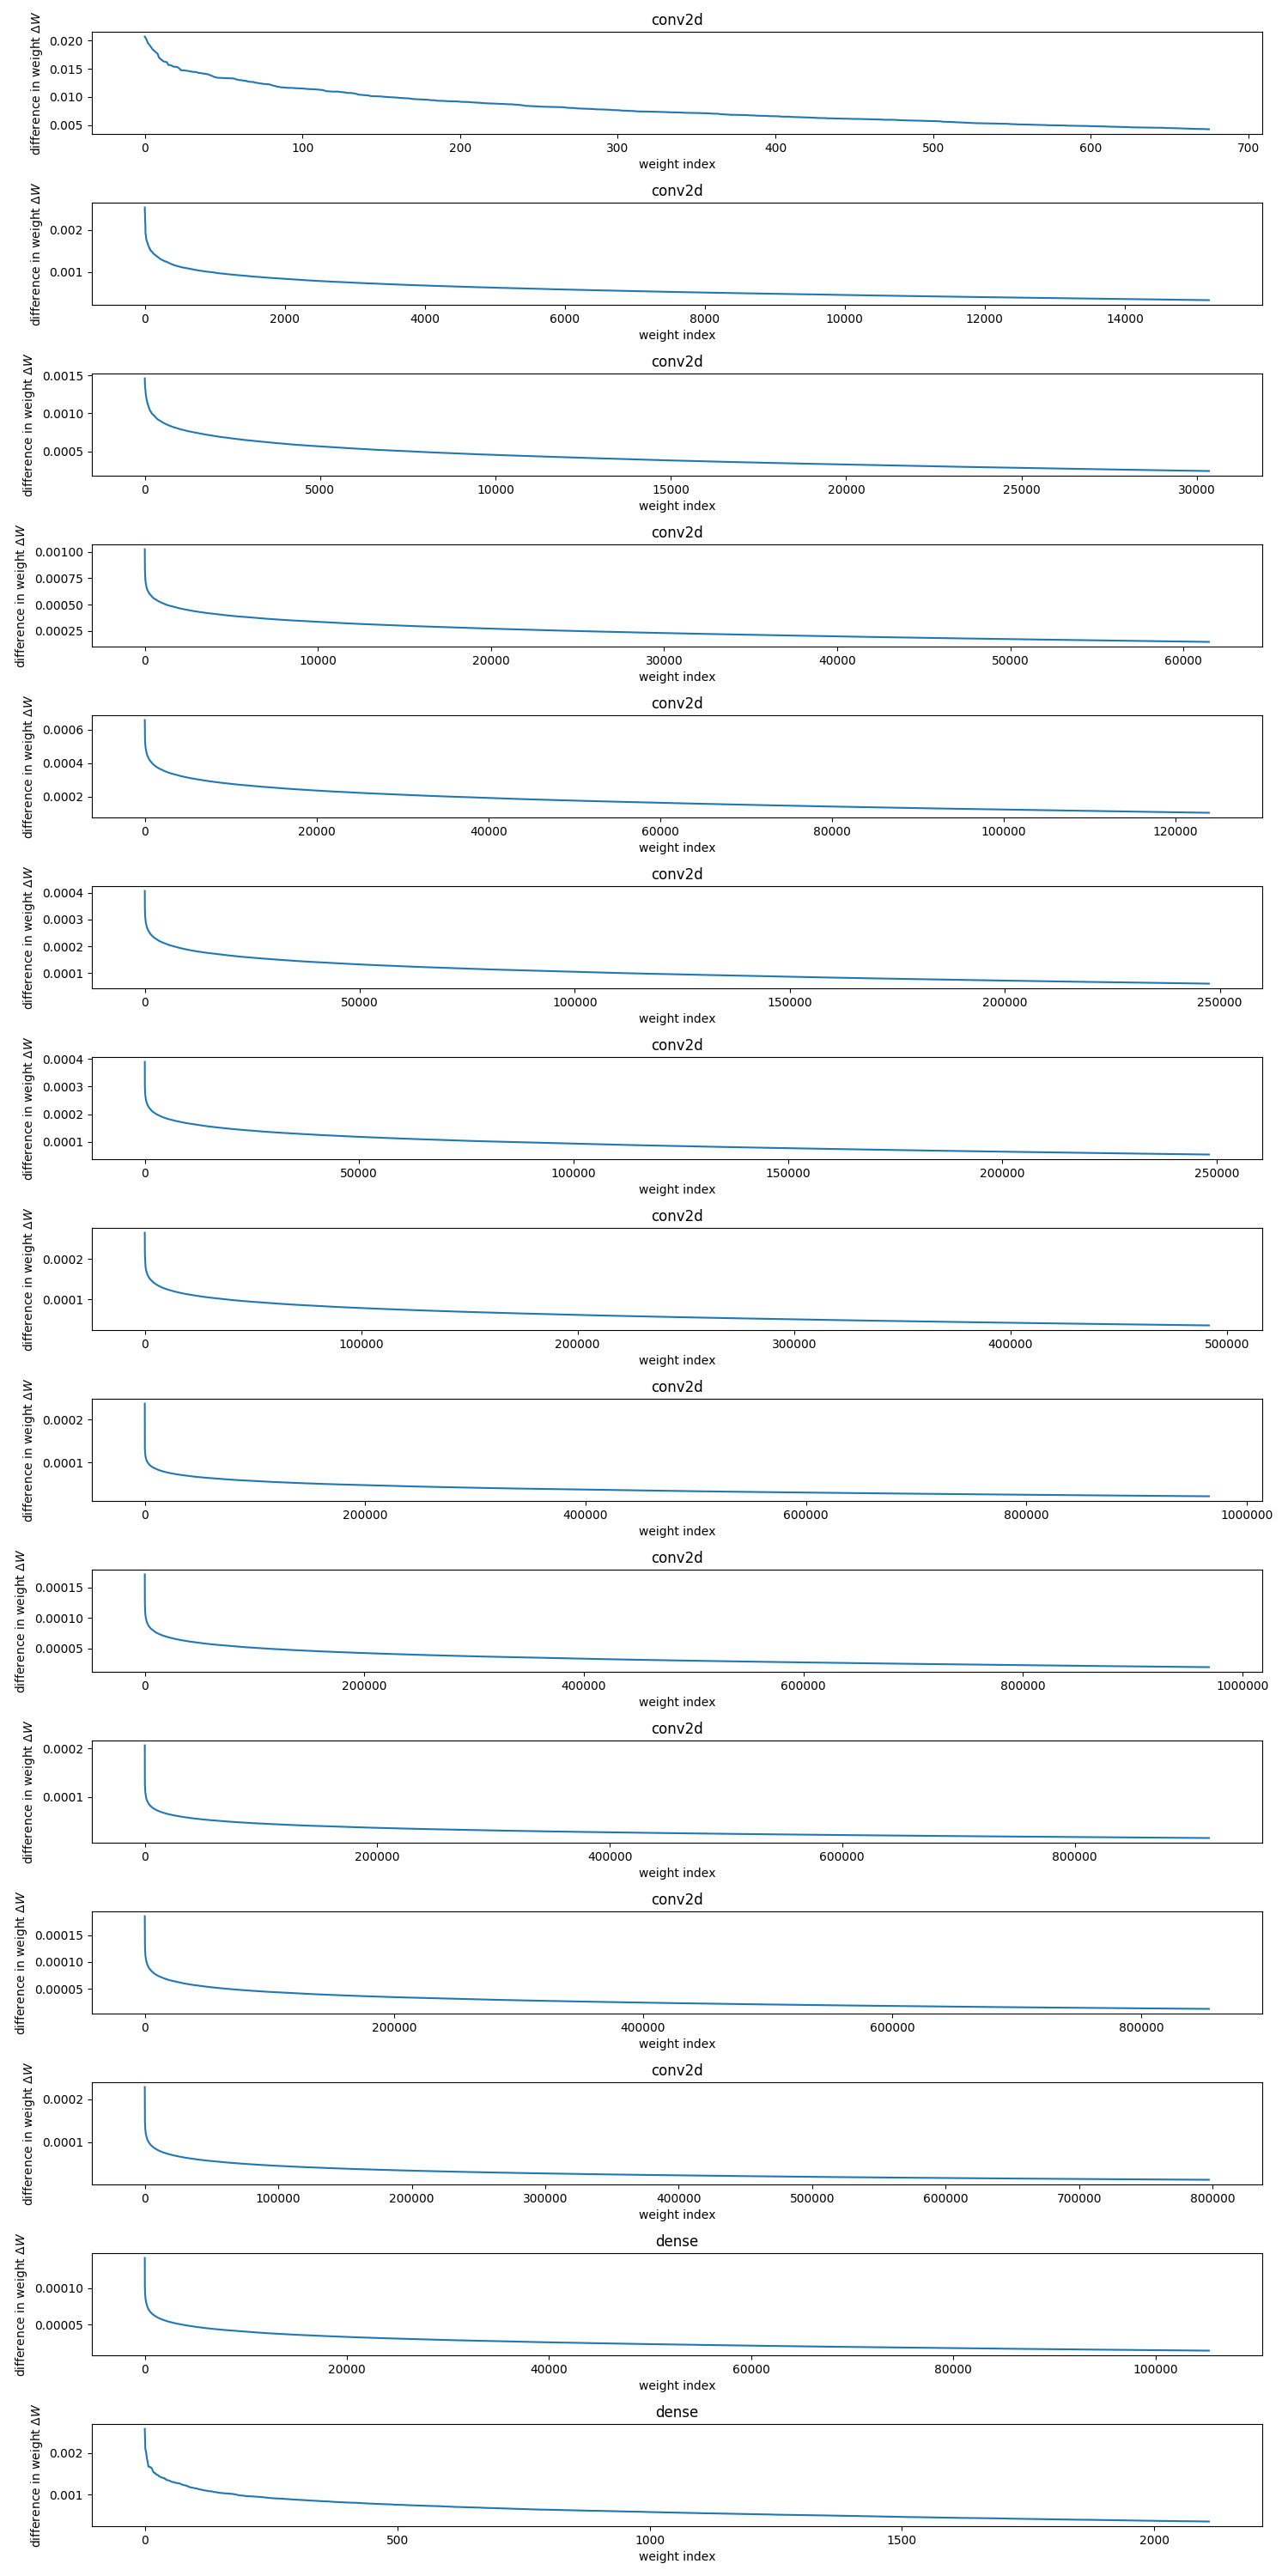 conv2d
difference in weight ΔW
0.020
0.015
0.010
0.005
0 100 200 300 400 500 600 700
weight index
conv2d
difference in weight ΔW
0.002
0.001
0 2000 4000 6000 8000 10000 12000 14000
weight index
conv2d
difference in weight ΔW
0.0015
0.0010
0.0005
0 5000 10000 15000 20000 25000 30000
weight index
conv2d
difference in weight ΔW
0.00100
0.00075
0.00050
0.00025
0 10000 20000 30000 40000 50000 60000
weight index
conv2d
difference in weight ΔW
0.0006
0.0004
0.0002
0 20000 40000 60000 80000 100000 120000
weight index
conv2d
difference in weight ΔW
0.0004
0.0003
0.0002
0.0001
0 50000 100000 150000 200000 250000
weight index
conv2d
difference in weight ΔW
0.0004
0.0003
0.0002
0.0001
0 50000 100000 150000 200000 250000
weight index
conv2d
difference in weight ΔW
0.0002
0.0001
0 100000 200000 300000 400000 500000
weight index
conv2d
difference in weight ΔW
0.0002
0.0001
0 200000 400000 600000 800000 1000000
weight index
conv2d
difference in weight ΔW
0.00015
0.00010
0.00005
0 200000 400000 600000 800000 1000000
weight index
conv2d
difference in weight ΔW
0.0002
0.0001
0 200000 400000 600000 800000
weight index
conv2d
difference in weight ΔW
0.00015
0.00010
0.00005
0 200000 400000 600000 800000
weight index
conv2d
difference in weight ΔW
0.0002
0.0001
0 100000 200000 300000 400000 500000 600000 700000 800000
weight index
dense
difference in weight ΔW
0.00010
0.00005
0 20000 40000 60000 80000 100000
weight index
dense
difference in weight ΔW
0.002
0.001
0 500 1000 1500 2000
weight index